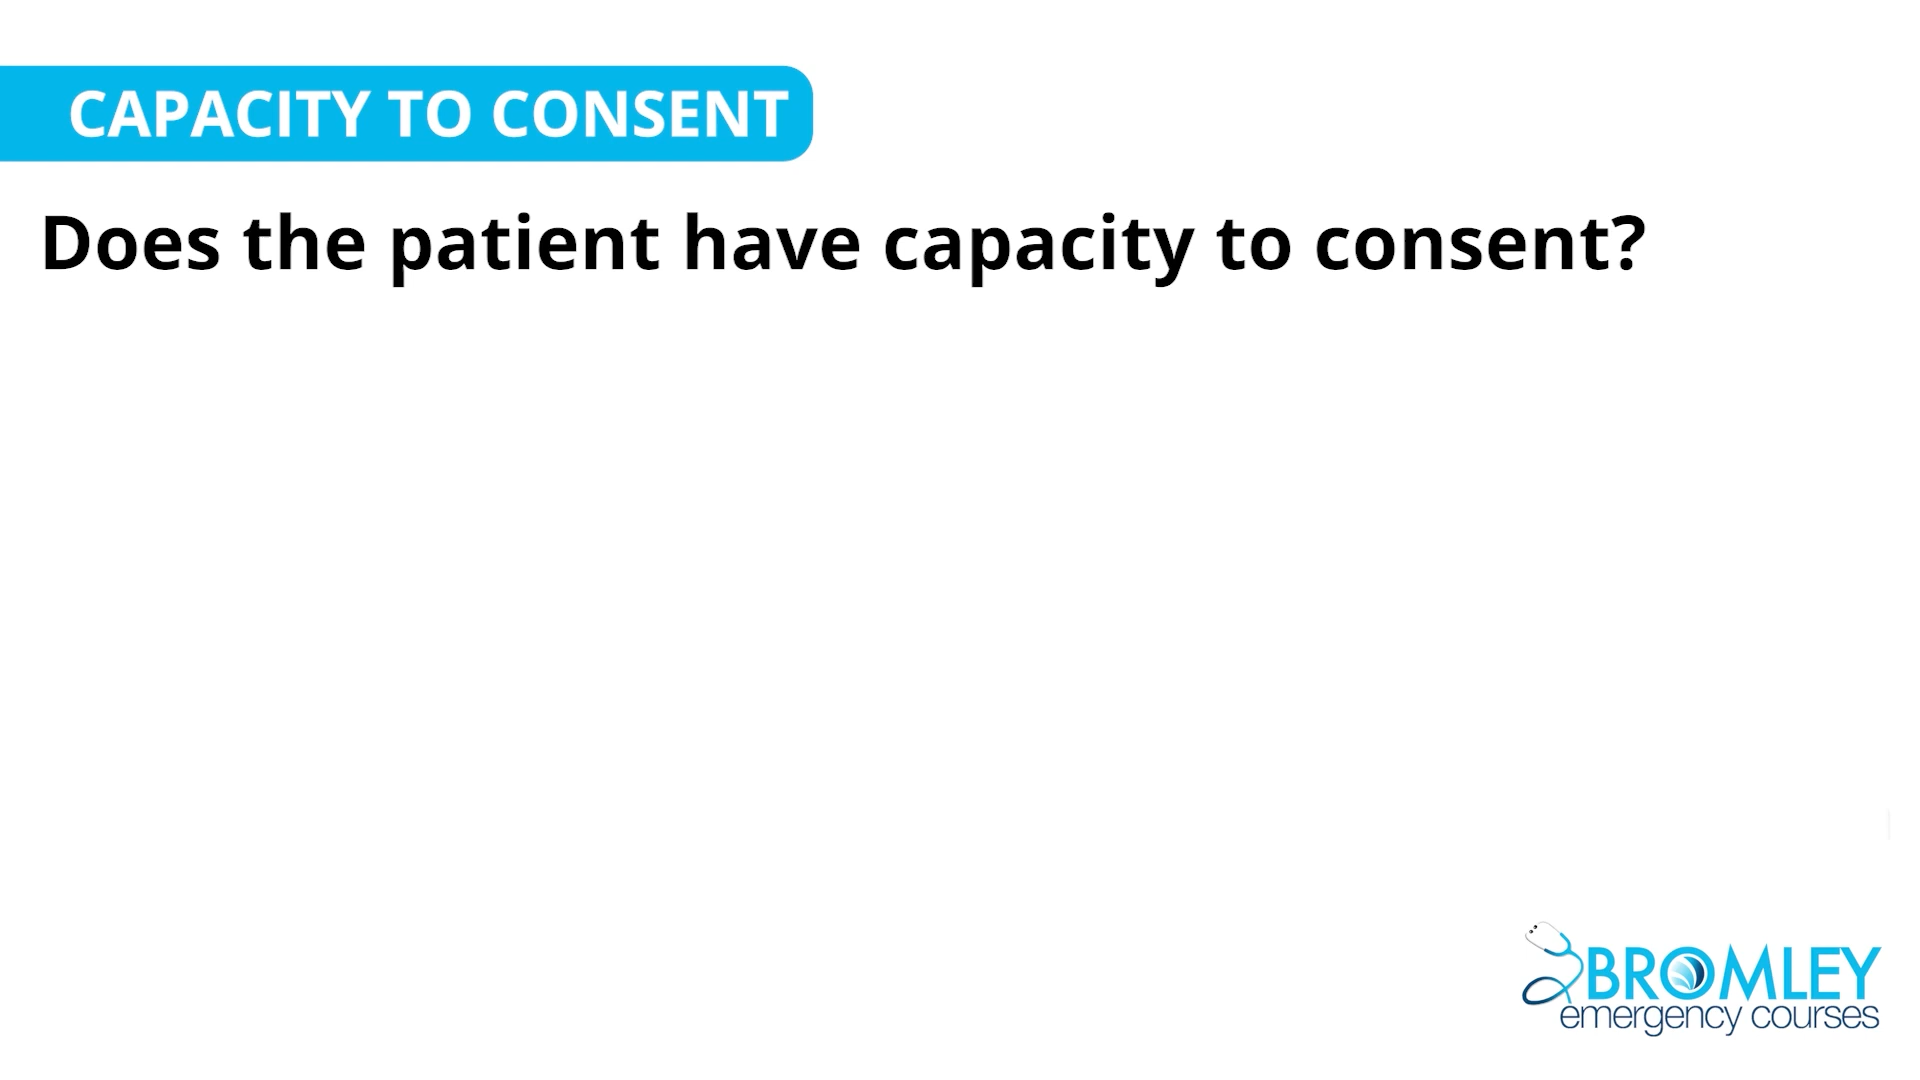 CAPACITY TO CONSENT
Does the patient have capacity to consent?
BROMLEY
emergency courses